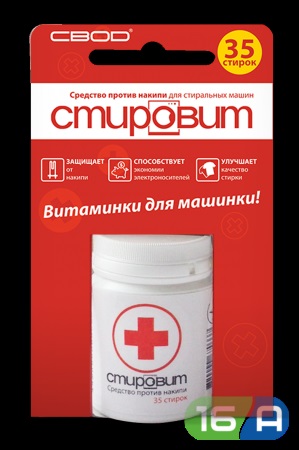 СВОD®
35
стирок
Средство против накипи для стиральных машин
стировит
ЗАЩИЩАЕТ
от
накипи
СПОСОБСТВУЕТ
экономии
электроносителей
УЛУЧШАЕТ
качество
стирки
Витаминки для машинки!
стировит
Средство против накипи
35 стирок
16 А